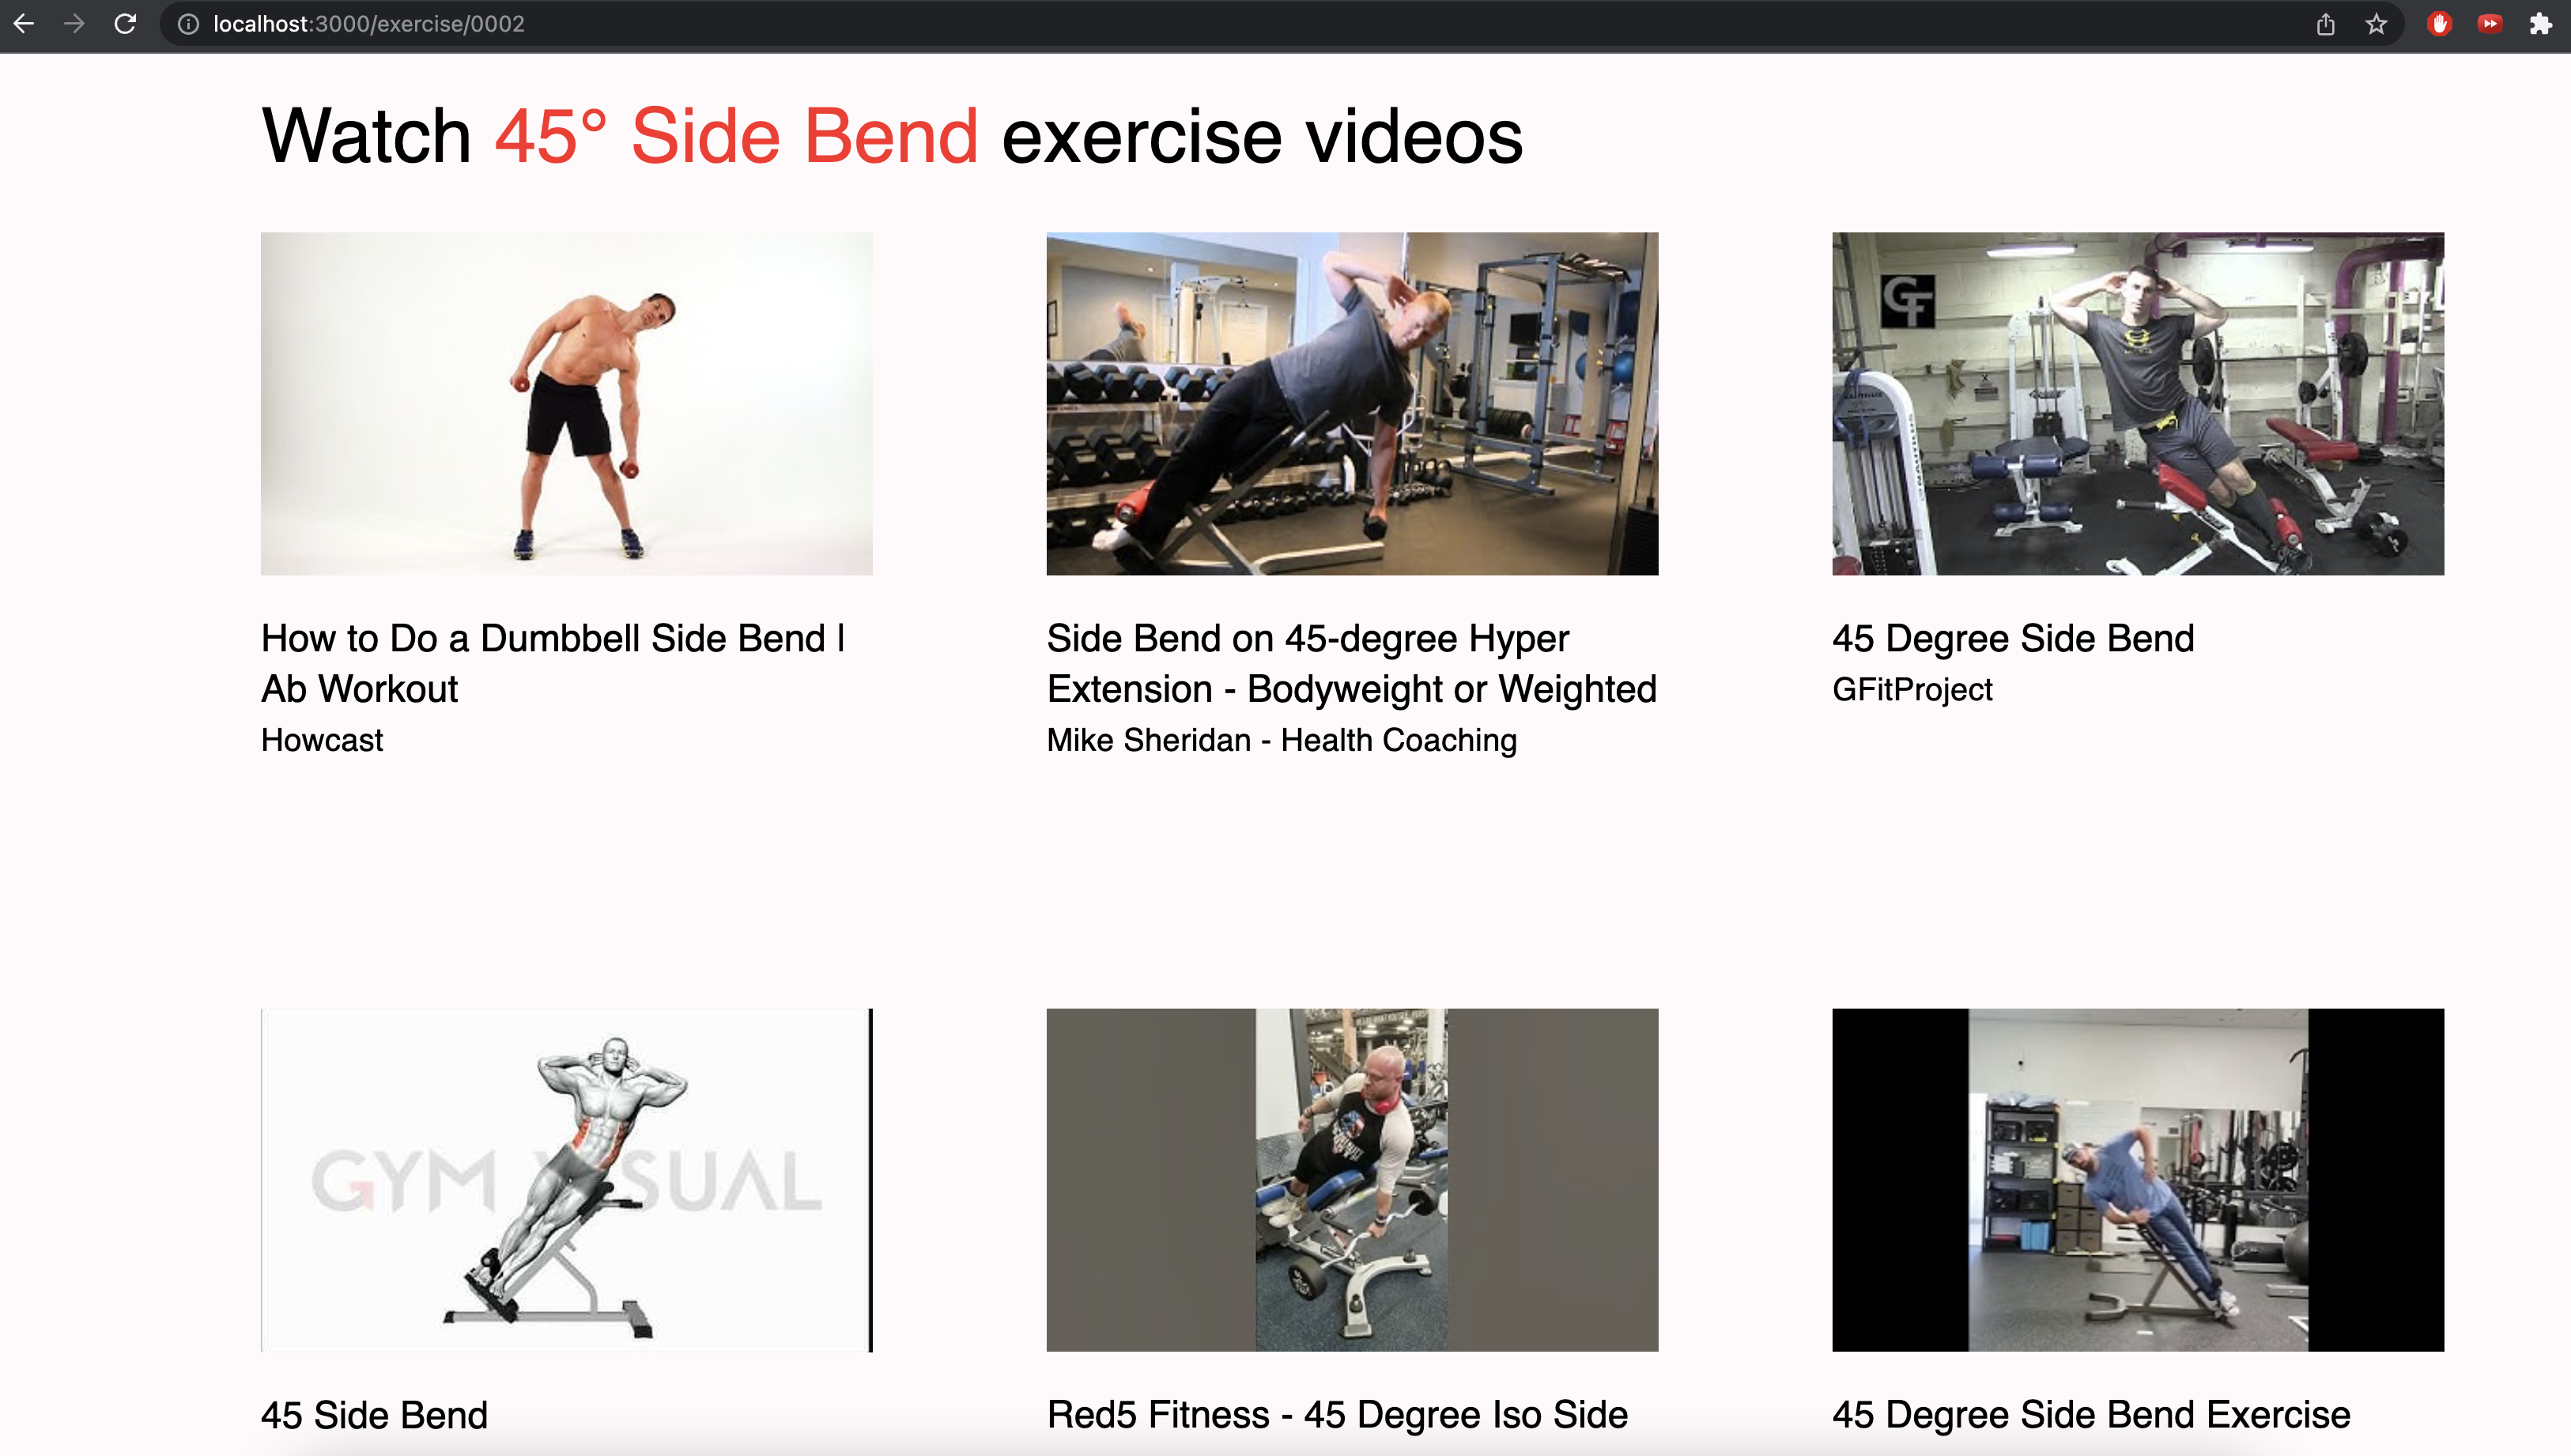 localhost:3000/exercise/0002
Watch 45° Side Bend exercise videos
GF
How to Do a Dumbbell Side Bend |
Ab Workout
Howcast
Side Bend on 45-degree Hyper
Extension - Bodyweight or Weighted
Mike Sheridan - Health Coaching
45 Degree Side Bend
GFitProject
GYM VISUAL
45 Side Bend
Red5 Fitness - 45 Degree Iso Side
45 Degree Side Bend Exercise